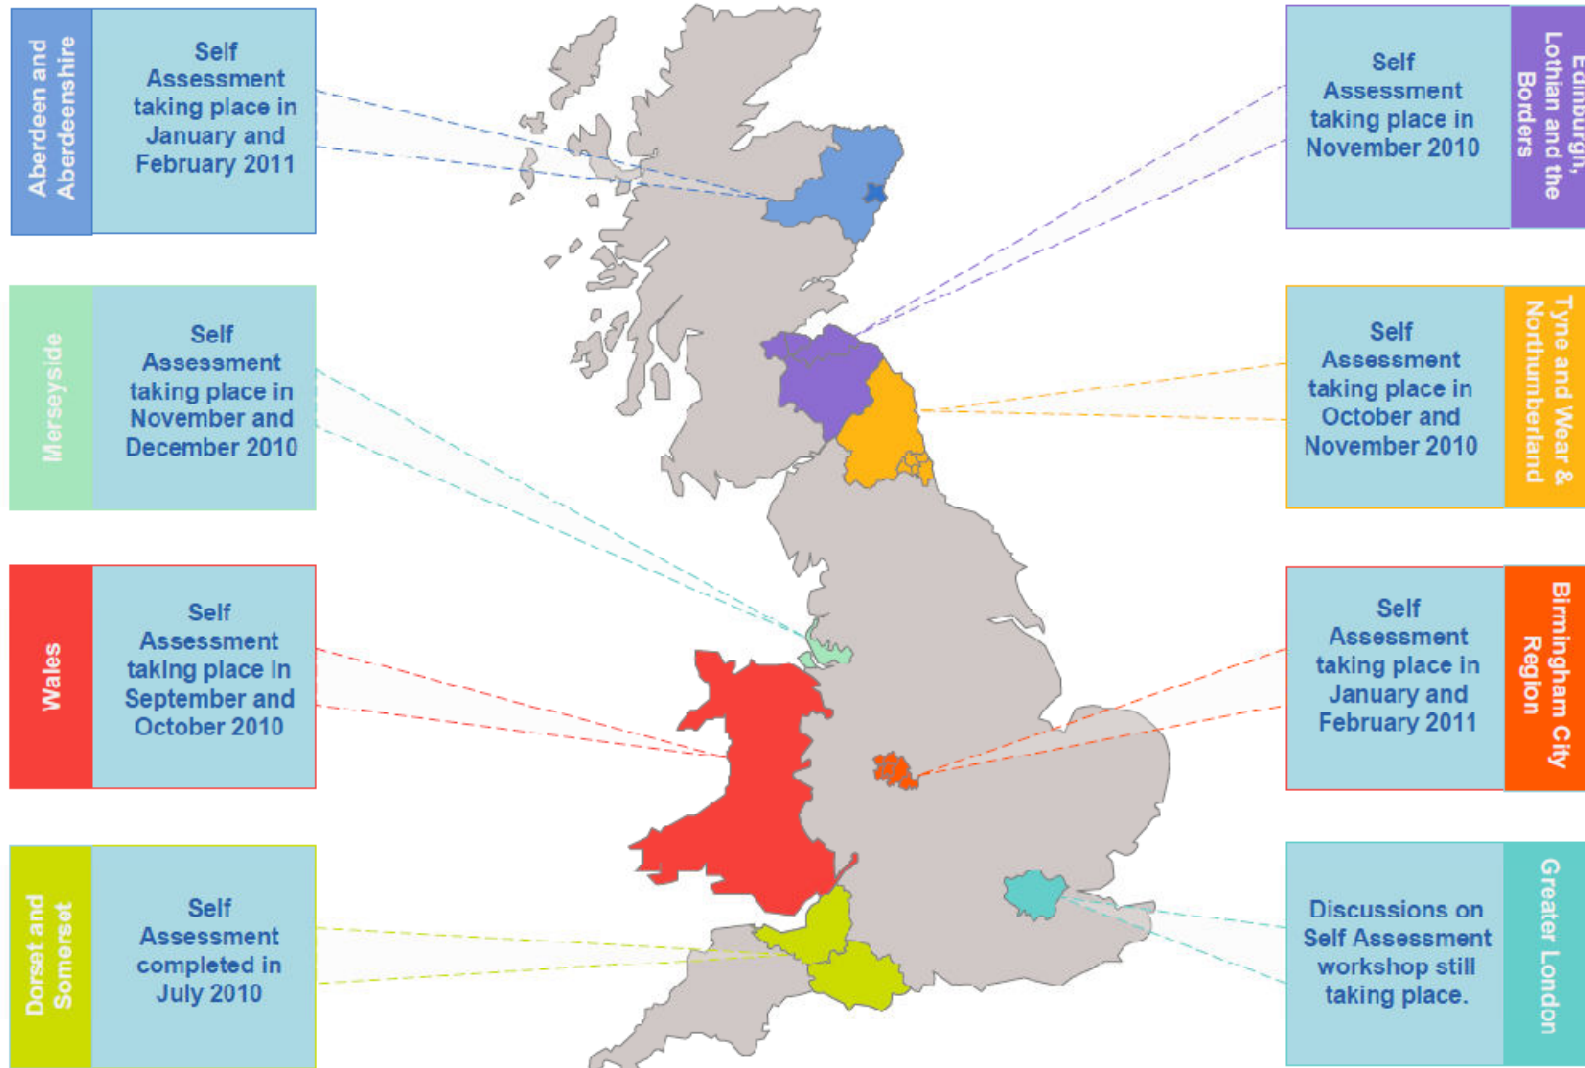 Aberdeen and
Aberdeenshire
Self
Assessment
taking place in
January and
February 2011
Merseyside
Self
Assessment
taking place in
November and
December 2010
Wales
Self
Assessment
taking place in
September and
October 2010
Dorset and
Somerset
Self
Assessment
completed in
July 2010
Self
Assessment
taking place in
November 2010
Edinburgh,
Lothian and the
Borders
Self
Assessment
taking place in
October and
November 2010
Tyne and Wear &
Northumberland
Self
Assessment
taking place in
January and
February 2011
Birmingham City
Region
Discussions on
Self Assessment
workshop still
taking place.
Greater London